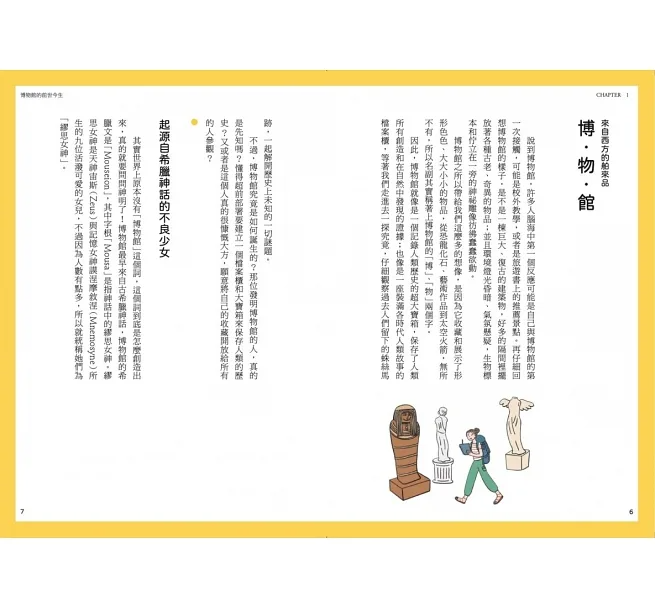 CHAPTER 1
來自西方的舶來品
博・物・館
說到博物館，許多人腦海中第一個反應可能是自己與博物館的第
一次接觸，可能是校外教學，或者是旅遊書上的推薦景點。再仔細回
想博物館的樣子，是不是一棟巨大、復古的建築物，好多的隔間裡擺
放著各種古老、奇異的物品；並且環境燈光昏暗、氣氛懸疑，生物標
本和佇立在一旁的神祕雕像彷彿蠢蠢欲動。
博物館之所以帶給我們這麼多的想像，是因為它收藏和展示了形
形色色、大大小小的物品，從恐龍化石、藝術作品到太空火箭，無所
不有，所以名副其實稱著上博物館的「博」、「物」兩個字。
因此，博物館就像是一個記錄人類歷史的超大寶箱，保存了人類
所有創造和在自然中發現的證據；也像是一座裝滿各時代人類故事的
檔案櫃，等著我們走進去一探究竟，仔細觀察過去人們留下的蛛絲馬
6
博物館的前世今生
跡，一起解開歷史上未知的一切謎題。
不過，博物館究竟是如何誕生的？那位發明博物館的人，真的
是先知嗎？懂得超前部署要建立一個檔案櫃和大寶箱來保存人類的歷
史？又或者是這個人真的很慷慨大方，願意將自己的收藏開放給所有
的人參觀？
起源自希臘神話的不良少女
其實世界上原本沒有「博物館」這個詞，這個詞到底是怎麼創造出
來，真的就要問問神明了！博物館最早來自古希臘神話，博物館的希
臘文是「Mouseion」，其中字根「Mousa」是指神話中的繆思女神。繆
思女神是天神宙斯（Zeus）與記憶女神謨涅摩敘涅（Mnemosyne）所
生的九位活潑可愛的女兒，不過因為人數有點多，所以就統稱她們為
「繆思女神」。
7